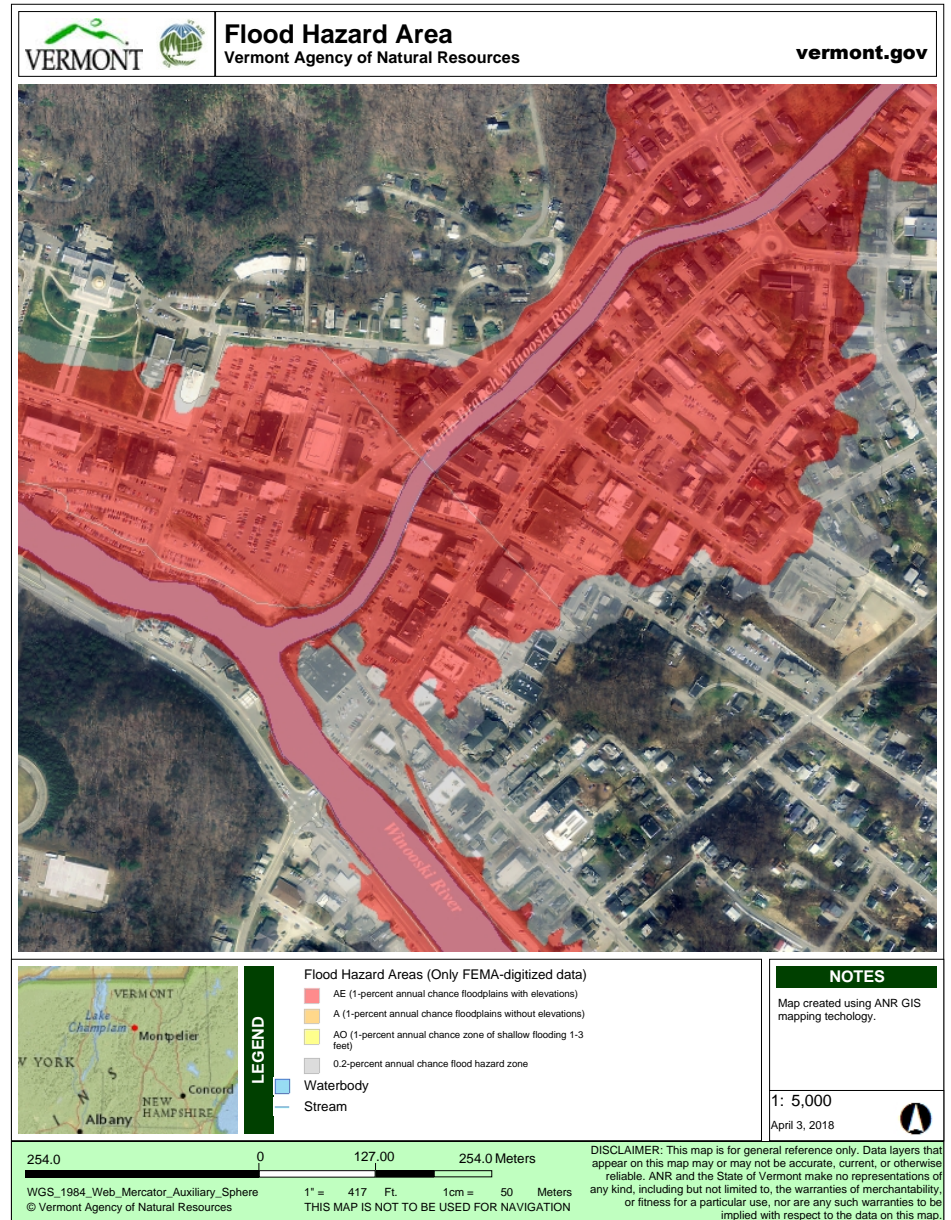 VERMONT
Flood Hazard Area
Vermont Agency of Natural Resources
vermont.gov
North Branch Winooski River
Winooski River
VERMONT
Lake
Champlain
Montpelier
W YORK
Concord
NEW
HAMPSHIRE
I N S
Albany
LEGEND
Flood Hazard Areas (Only FEMA-digitized data)
AE (1-percent annual chance floodplains with elevations)
A (1-percent annual chance floodplains without elevations)
AO (1-percent annual chance zone of shallow flooding 1-3
feet)
0.2-percent annual chance flood hazard zone
Waterbody
Stream
NOTES
Map created using ANR GIS
mapping techology.
1: 5,000
April 3, 2018
254.0 0 127.00 254.0 Meters
WGS_1984_Web_Mercator_Auxiliary_Sphere 1" = 417 Ft. 1cm = 50 Meters
© Vermont Agency of Natural Resources THIS MAP IS NOT TO BE USED FOR NAVIGATION
DISCLAIMER: This map is for general reference only. Data layers that
appear on this map may or may not be accurate, current, or otherwise
reliable. ANR and the State of Vermont make no representations of
any kind, including but not limited to, the warranties of merchantability,
or fitness for a particular use, nor are any such warranties to be
implied with respect to the data on this map.